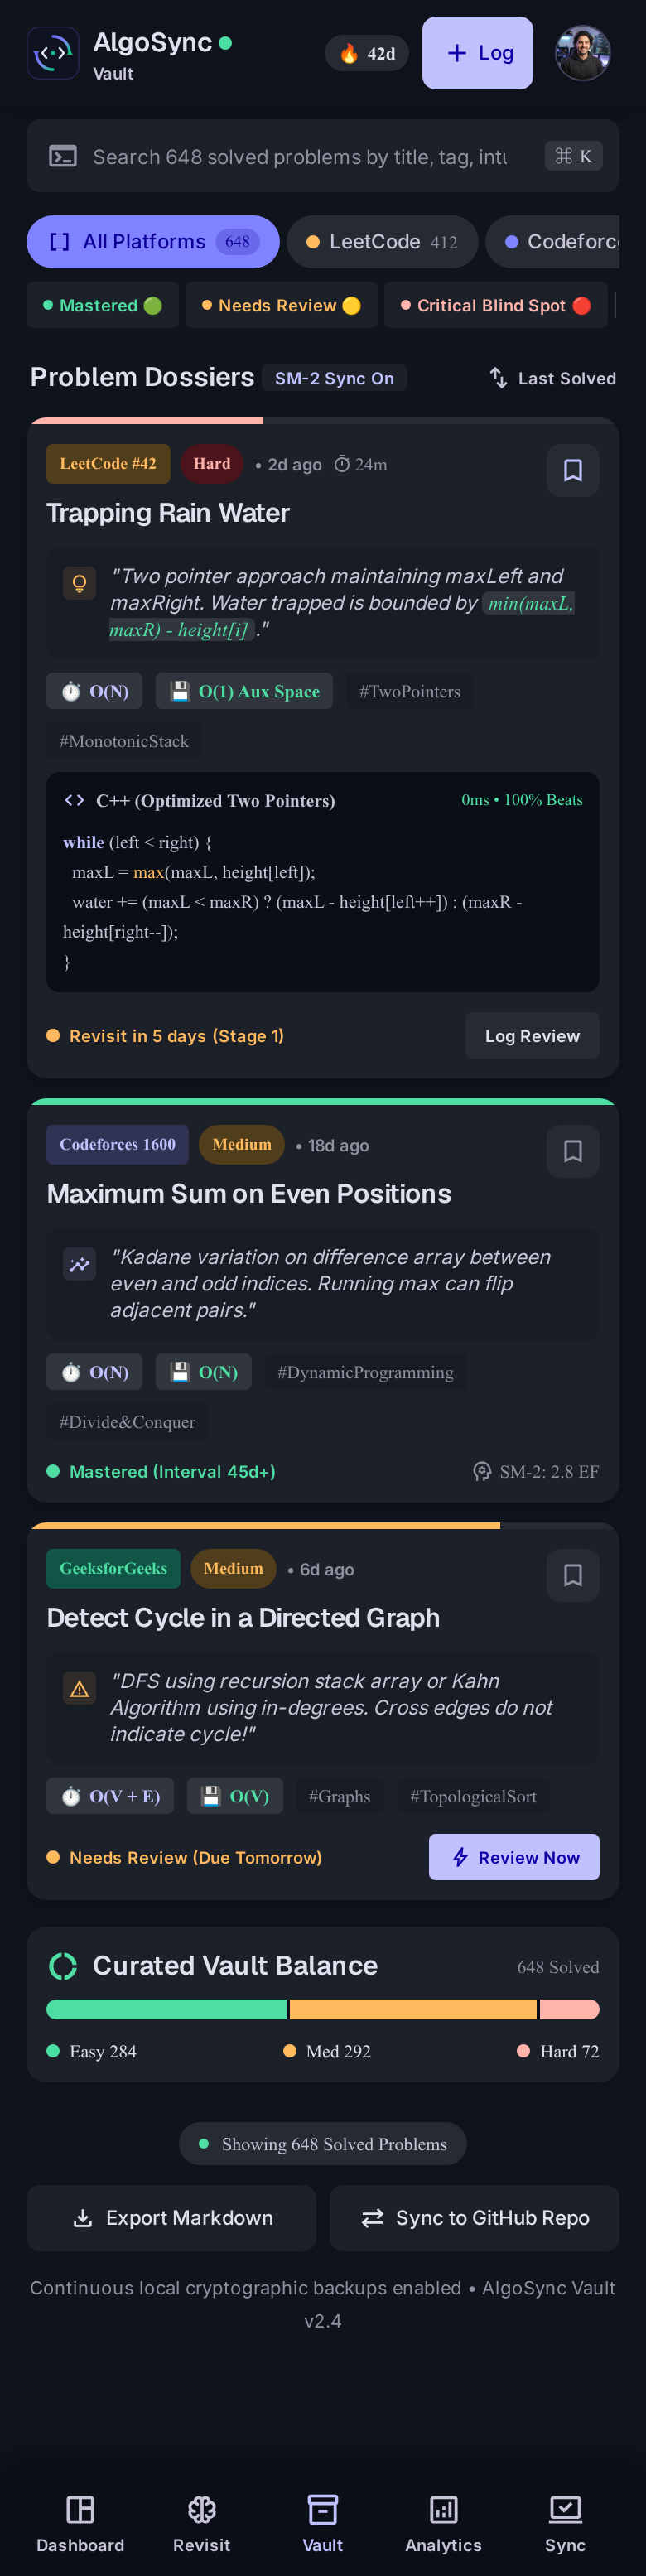 AlgoSync
Vault
🔥 42d
+ Log
Search 648 solved problems by title, tag, intu
⌘ K
[ ] All Platforms 648
LeetCode 412
Codeforc
Mastered 🟢
Needs Review 🟡
Critical Blind Spot 🔴
Problem Dossiers
SM-2 Sync On
Last Solved
LeetCode #42
Hard
• 2d ago
24m
Trapping Rain Water
"Two pointer approach maintaining maxLeft and
maxRight. Water trapped is bounded by min(maxL,
maxR) - height[i] ."
⏱️ O(N)
💾 O(1) Aux Space
#TwoPointers
#MonotonicStack
<> C++ (Optimized Two Pointers)
0ms • 100% Beats
while (left < right) {
maxL = max(maxL, height[left]);
water += (maxL < maxR) ? (maxL - height[left++]) : (maxR -
height[right--]);
}
Revisit in 5 days (Stage 1)
Log Review
Codeforces 1600
Medium
• 18d ago
Maximum Sum on Even Positions
"Kadane variation on difference array between
even and odd indices. Running max can flip
adjacent pairs."
⏱️ O(N)
💾 O(N)
#DynamicProgramming
#Divide&Conquer
Mastered (Interval 45d+)
SM-2: 2.8 EF
GeeksforGeeks
Medium
• 6d ago
Detect Cycle in a Directed Graph
"DFS using recursion stack array or Kahn
Algorithm using in-degrees. Cross edges do not
indicate cycle!"
⏱️ O(V + E)
💾 O(V)
#Graphs
#TopologicalSort
Needs Review (Due Tomorrow)
Review Now
Curated Vault Balance
648 Solved
Easy 284
Med 292
Hard 72
Showing 648 Solved Problems
Export Markdown
Sync to GitHub Repo
Continuous local cryptographic backups enabled • AlgoSync Vault
v2.4
Dashboard
Revisit
Vault
Analytics
Sync